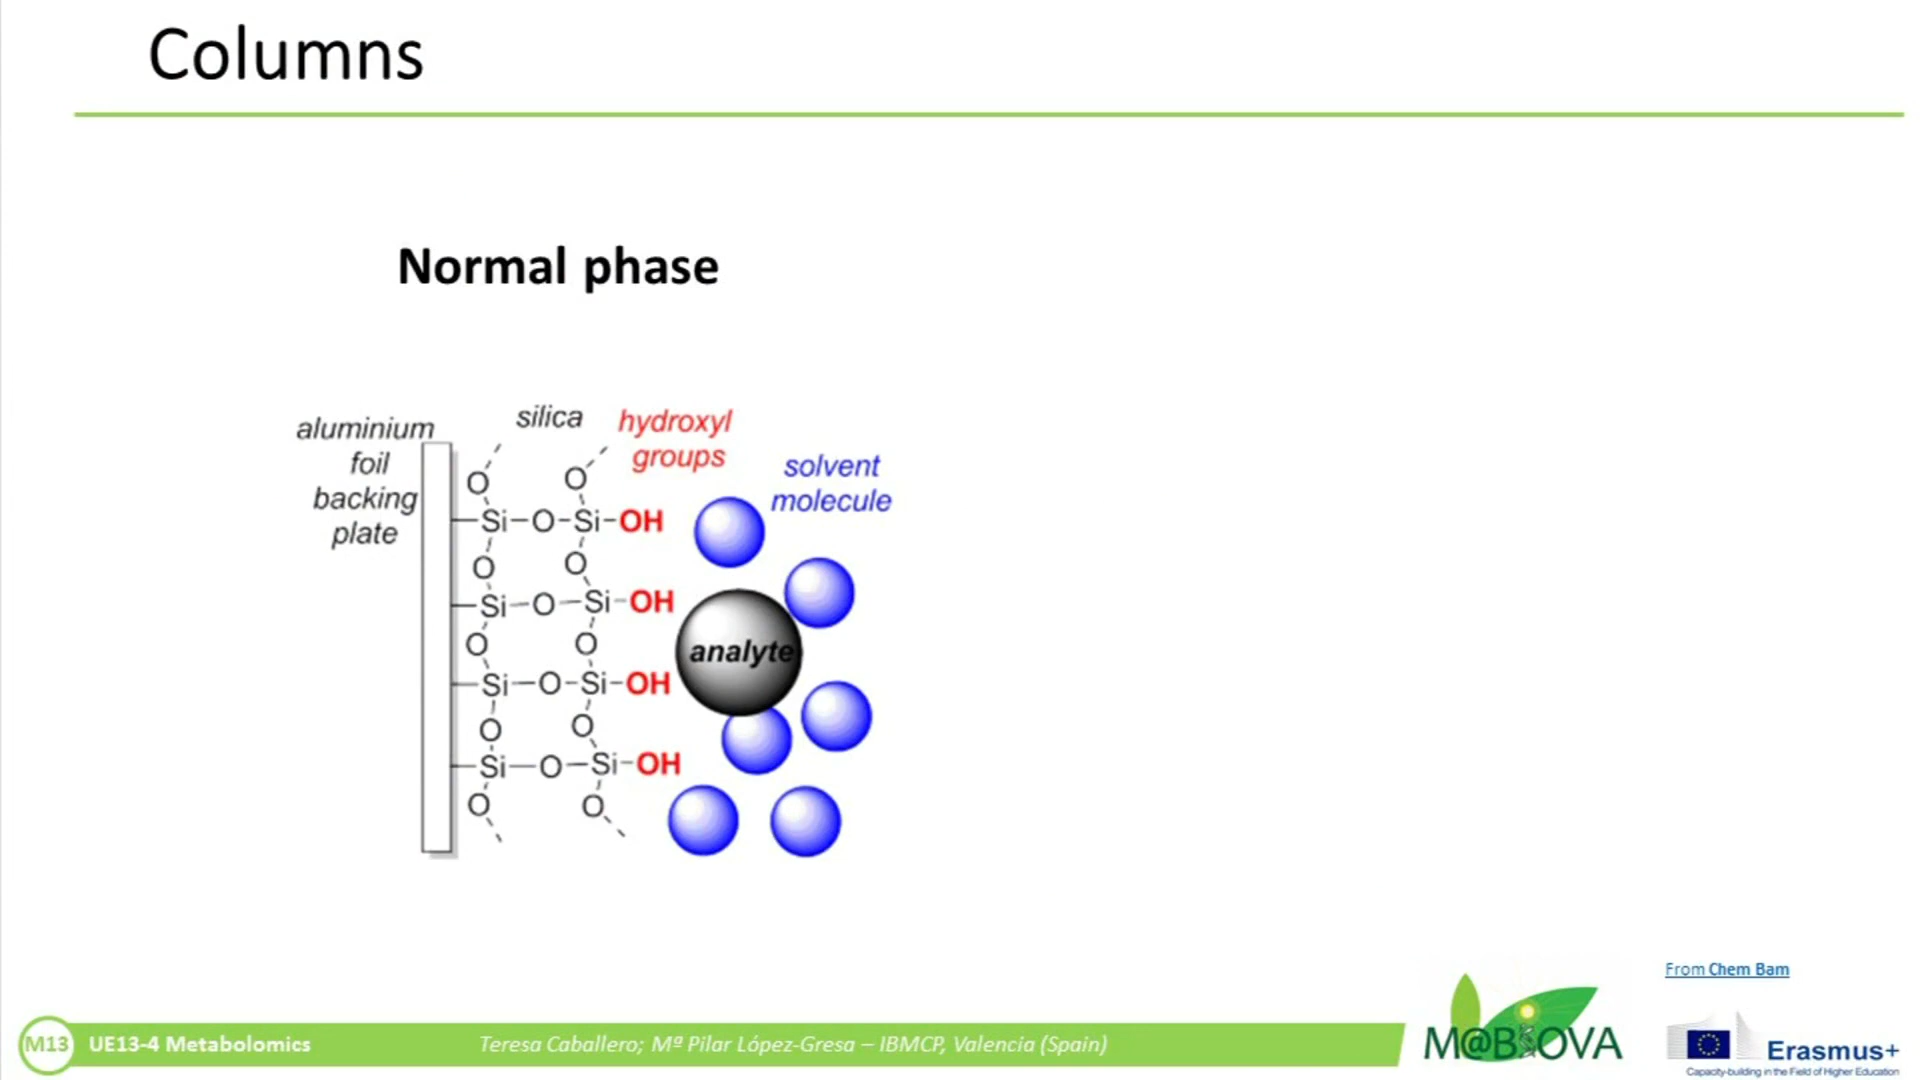 Columns
Normal phase
aluminium
foil
backing
plate
silica
hydroxyl
groups
solvent
molecule
O O
Si-O-Si-OH
O O
Si-O-Si-OH
O O
Si-O-Si-OH
O O
Si-O-Si-OH
O O
analyte
From Chem Bam
M13 UE13-4 Metabolomics
Teresa Caballero; Mª Pilar López-Gresa – IBMCP, Valencia (Spain)
M@BIOVA
Erasmus+
Capacity-building in the Field of Higher Education